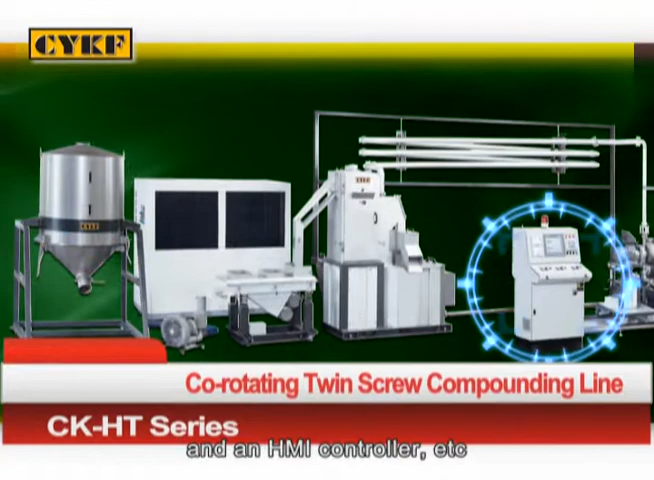 CYKF
Co-rotating Twin Screw Compounding Line
CK-HT Series
and an HMI controller, etc